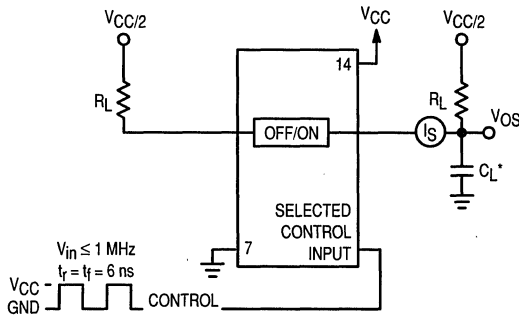 VCC/2
VCC
VCC/2
14
RL
RL
VOS
OFF/ON
IS
CL*
SELECTED
CONTROL
INPUT
7
Vin ≤ 1 MHz
tr = tf = 6 ns
VCC
GND
CONTROL